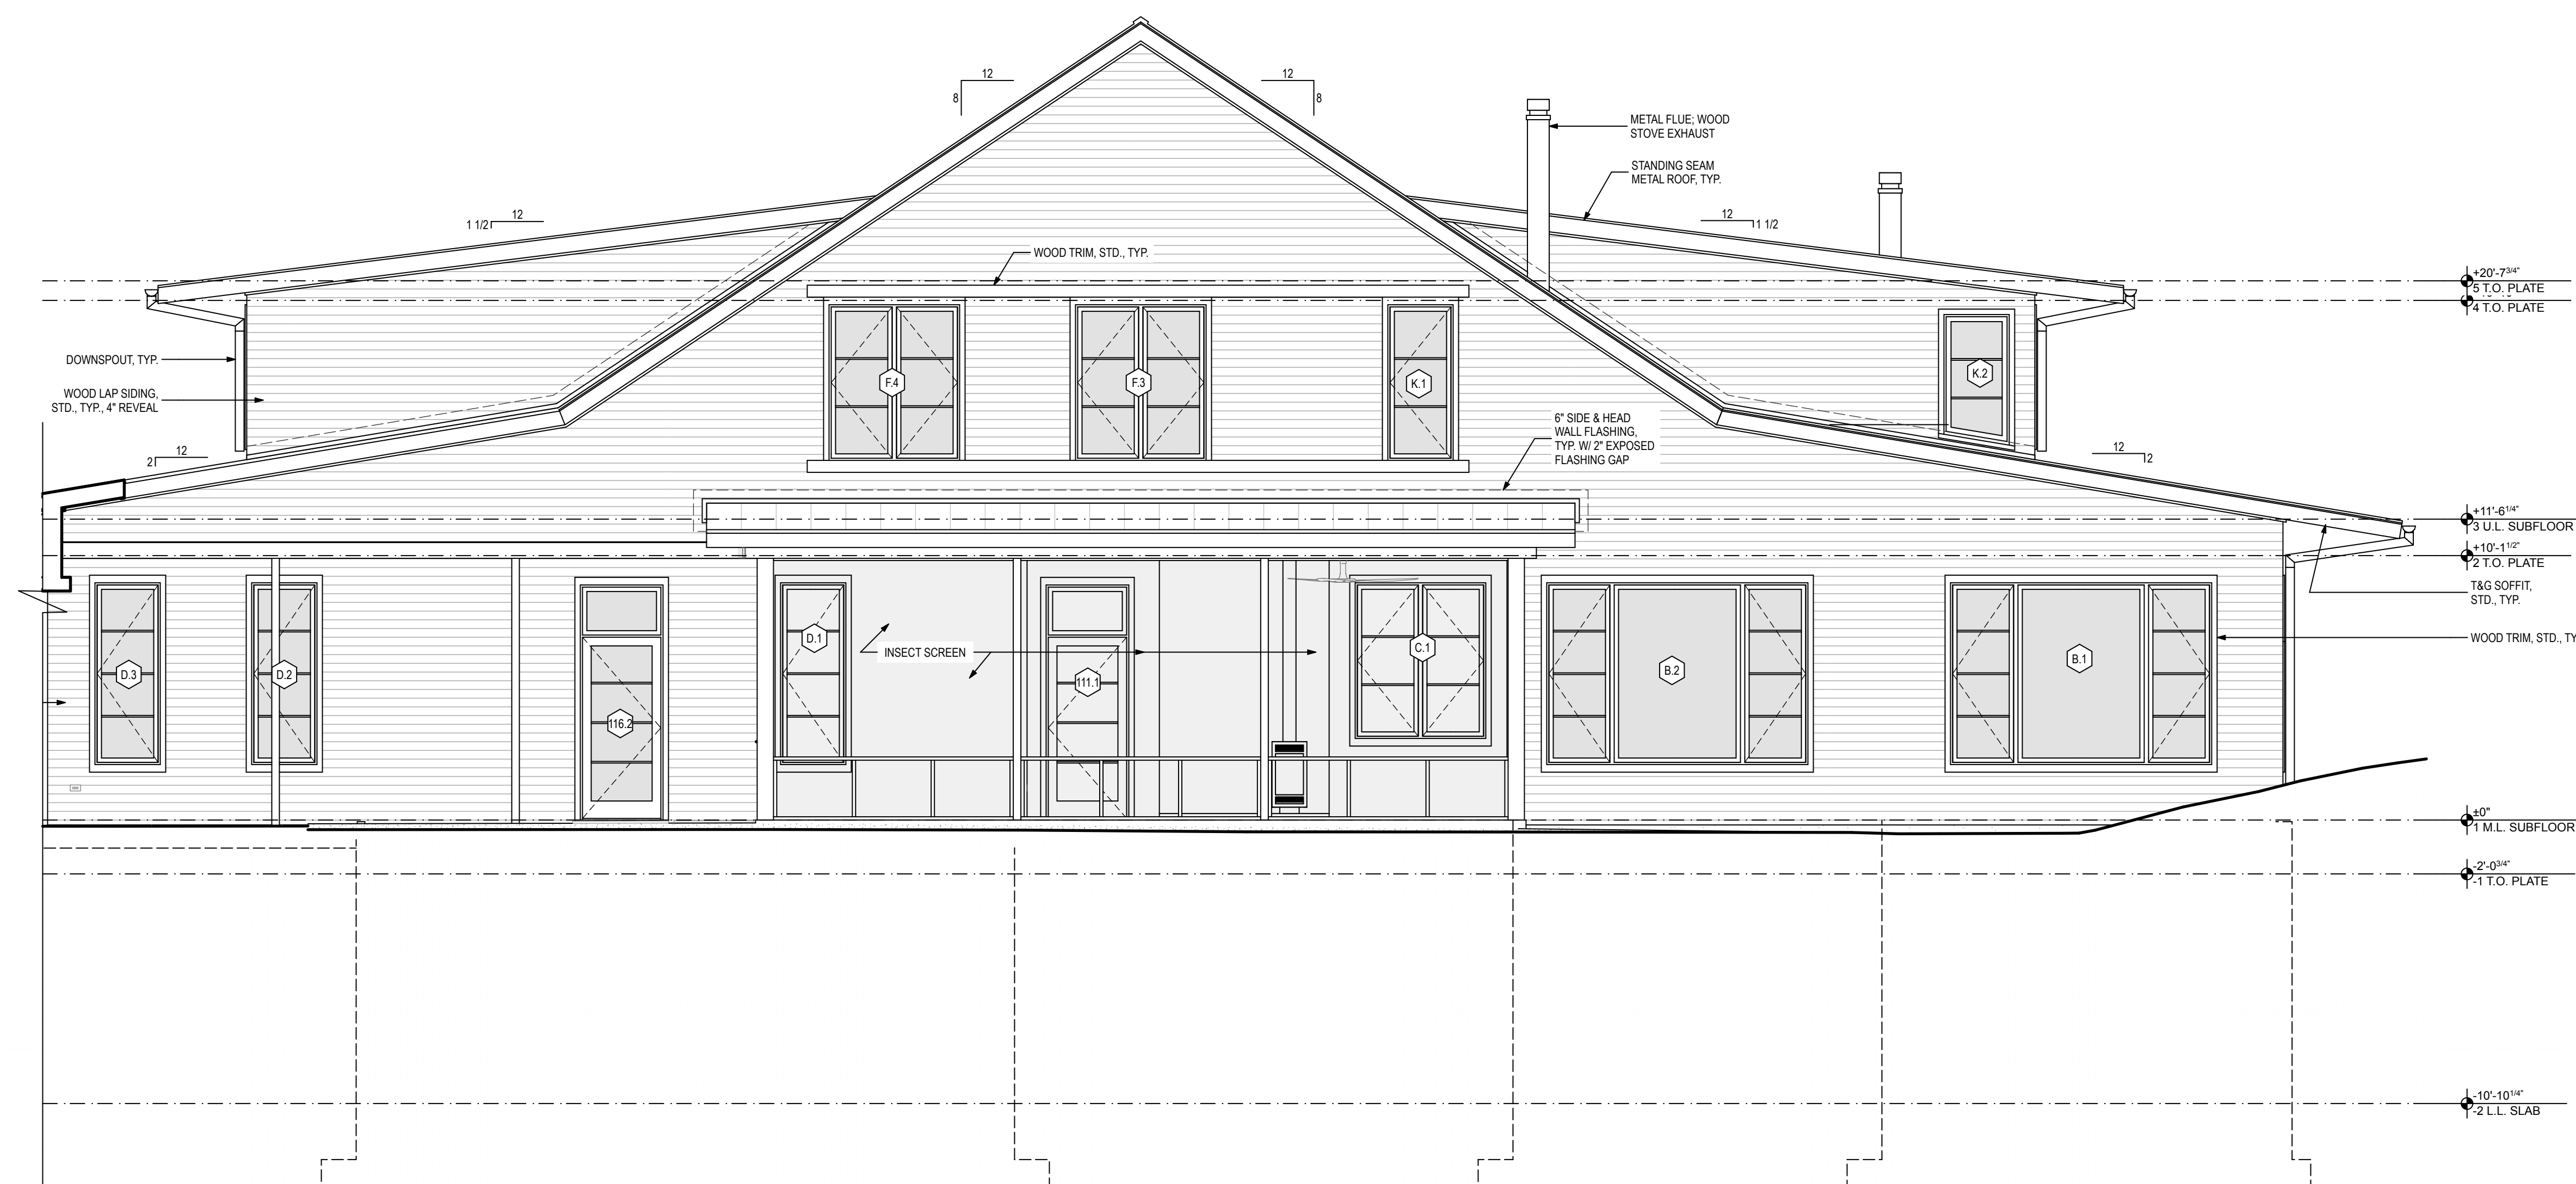 12
8
12
8
METAL FLUE; WOOD
STOVE EXHAUST
STANDING SEAM
METAL ROOF, TYP.
12
1 1/2
12
1 1/2
WOOD TRIM, STD., TYP.
+20'-7 3/4"
5 T.O. PLATE
4 T.O. PLATE
DOWNSPOUT, TYP.
WOOD LAP SIDING,
STD., TYP., 4" REVEAL
F.4
F.3
K.1
K.2
6" SIDE & HEAD
WALL FLASHING,
TYP. W/ 2" EXPOSED
FLASHING GAP
12
2
12
2
+11'-6 1/4"
3 U.L. SUBFLOOR
+10'-1 1/2"
2 T.O. PLATE
T&G SOFFIT,
STD., TYP.
WOOD TRIM, STD., TY
D.3
D.2
116.2
D.1
INSECT SCREEN
111.1
C.1
B.2
B.1
±0"
1 M.L. SUBFLOOR
-2'-0 3/4"
-1 T.O. PLATE
-10'-10 1/4"
-2 L.L. SLAB